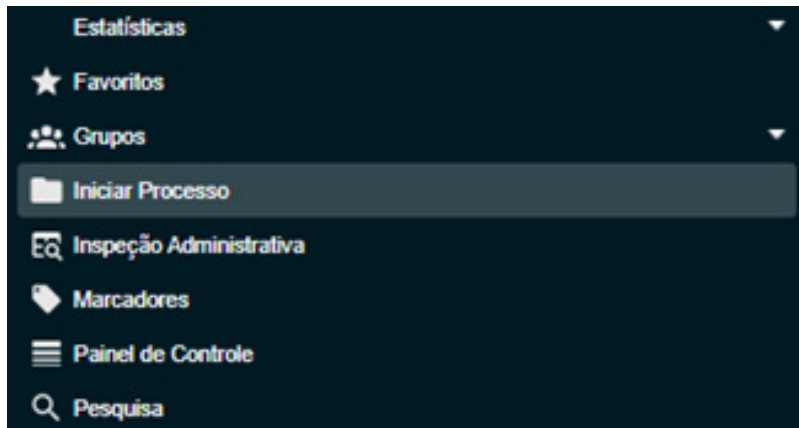 Estatísticas
Favoritos
Grupos
Iniciar Processo
Inspeção Administrativa
Marcadores
Painel de Controle
Pesquisa